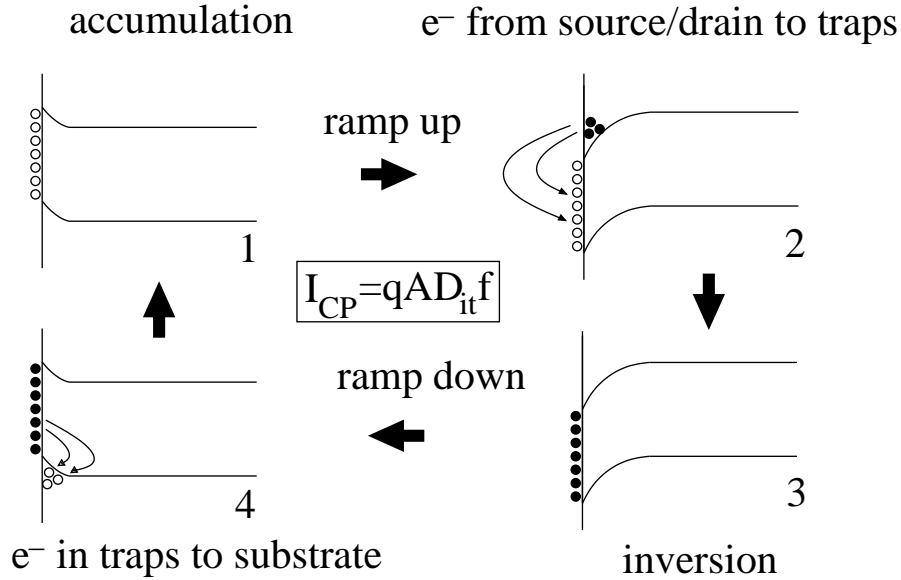 accumulation
e⁻ from source/drain to traps
ramp up
1
2
I_CP=qAD_it f
ramp down
4
3
e⁻ in traps to substrate
inversion